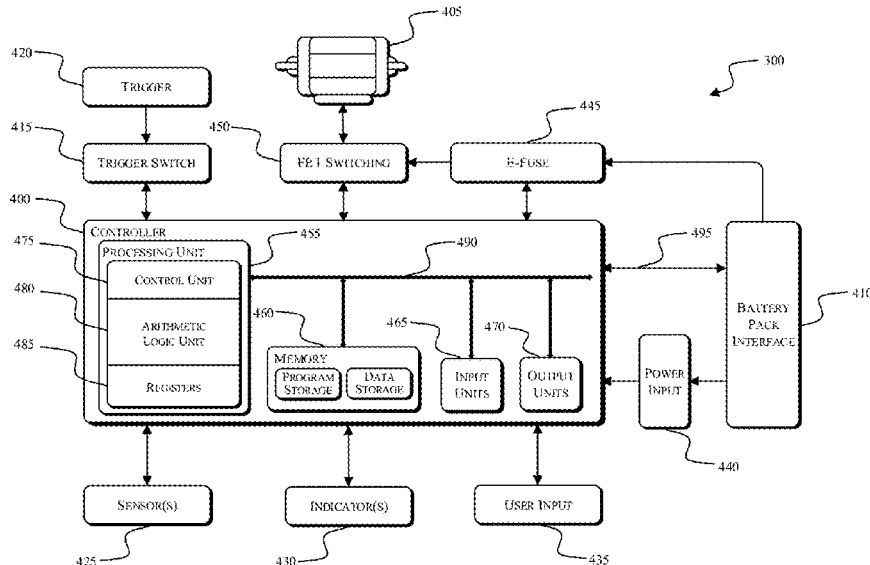 405
420
TRIGGER
300
445
415
450
TRIGGER SWITCH
FET SWITCHING
E-FUSE
400
CONTROLLER
455
PROCESSING UNIT
475
490
495
CONTROL UNIT
480
460
465
470
410
ARITHMETIC
LOGIC UNIT
BATTERY
PACK
INTERFACE
485
MEMORY
PROGRAM
STORAGE
DATA
STORAGE
INPUT
UNITS
OUTPUT
UNITS
POWER
INPUT
REGISTERS
440
SENSOR(S)
INDICATOR(S)
USER INPUT
425
430
435